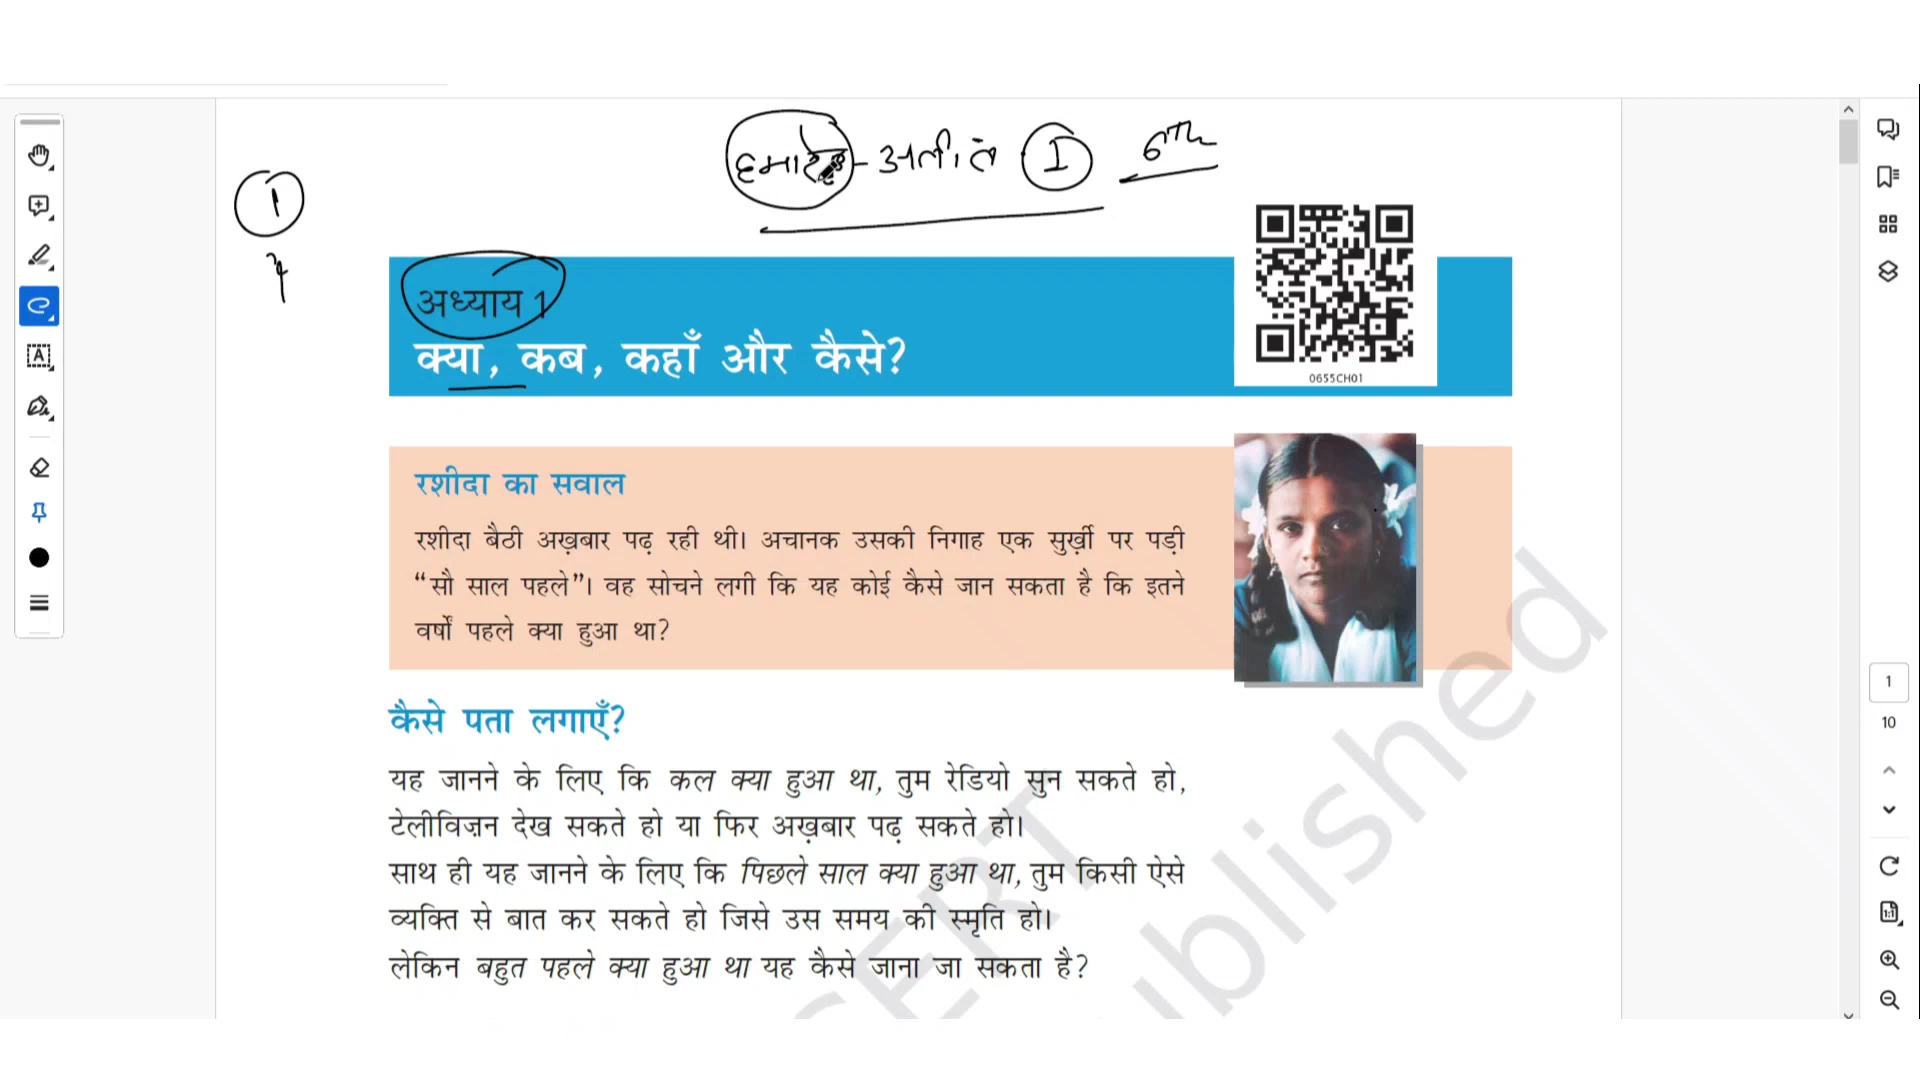 हमारे - अतीत I 6th
1
0655CH01
अध्याय 1
क्या, कब, कहाँ और कैसे?
रशीदा का सवाल
रशीदा बैठी अख़बार पढ़ रही थी। अचानक उसकी निगाह एक सुर्ख़ी पर पड़ी
“सौ साल पहले”। वह सोचने लगी कि यह कोई कैसे जान सकता है कि इतने
वर्षों पहले क्या हुआ था?
कैसे पता लगाएँ?
यह जानने के लिए कि कल क्या हुआ था, तुम रेडियो सुन सकते हो,
टेलीविज़न देख सकते हो या फिर अख़बार पढ़ सकते हो।
साथ ही यह जानने के लिए कि पिछले साल क्या हुआ था, तुम किसी ऐसे
व्यक्ति से बात कर सकते हो जिसे उस समय की स्मृति हो।
लेकिन बहुत पहले क्या हुआ था यह कैसे जाना जा सकता है?
1
10